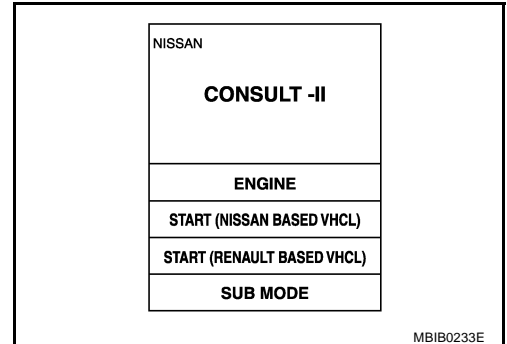 NISSAN
CONSULT -II
ENGINE
START (NISSAN BASED VHCL)
START (RENAULT BASED VHCL)
SUB MODE
MBIB0233E